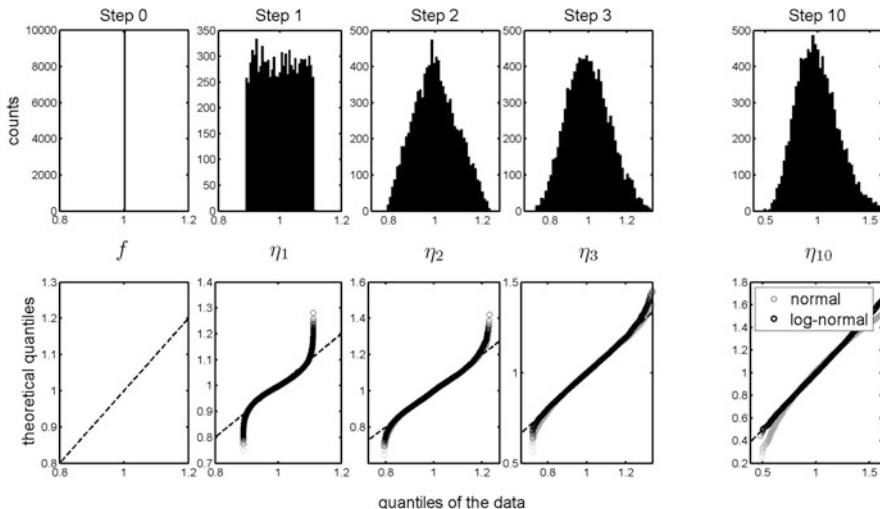 Step 0
Step 1
Step 2
Step 3
Step 10
counts
10000
8000
6000
4000
2000
0
0.8 1 1.2
350
300
250
200
150
100
50
0
0.8 1 1.2
500
400
300
200
100
0
0.8 1 1.2
500
400
300
200
100
0
0.8 1 1.2
500
400
300
200
100
0
0.4 1 1.6
f
η1
η2
η3
η10
theoretical quantiles
1.3
1.2
1.1
1
0.9
0.8
0.8 1 1.2
1.4
1.3
1.2
1.1
1
0.9
0.8
0.7
0.8 1 1.2
1.6
1.4
1.2
1
0.8
0.6
0.8 1 1.2
1.5
1
0.5
0.8 1 1.2
1.8
1.6
1.4
1.2
1
0.8
0.6
0.4
0.2
0.5 1 1.5
normal
log-normal
quantiles of the data